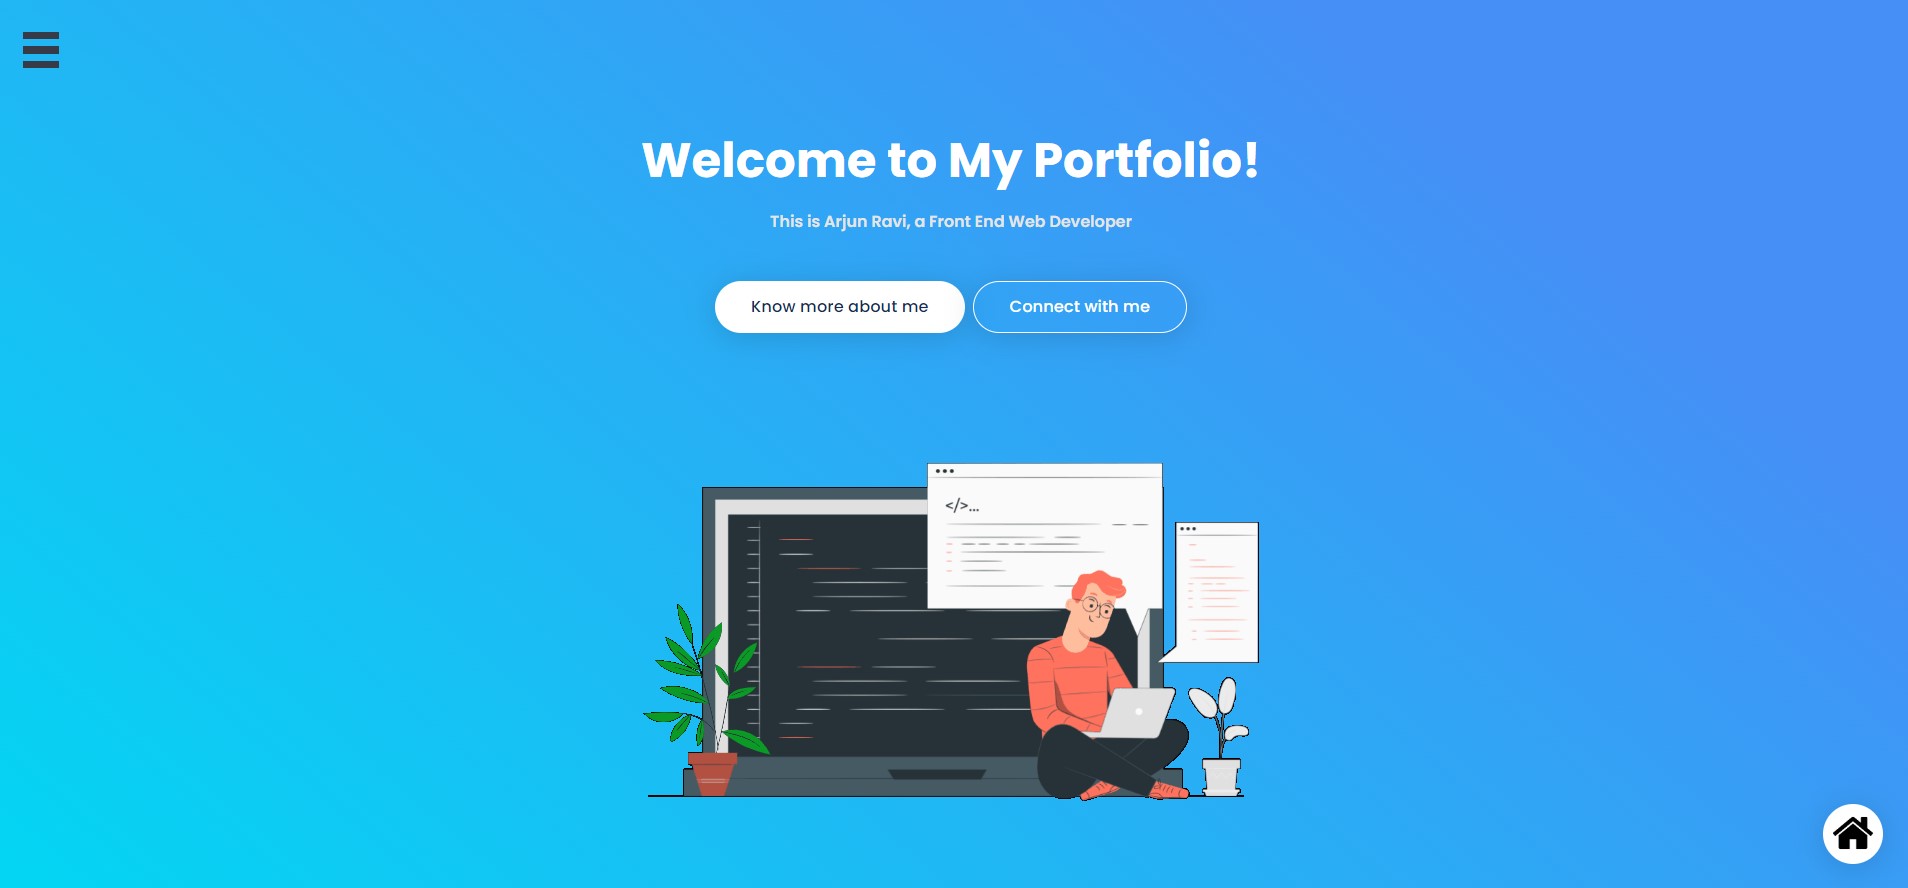 Welcome to My Portfolio!
This is Arjun Ravi, a Front End Web Developer
Know more about me
Connect with me
</>...